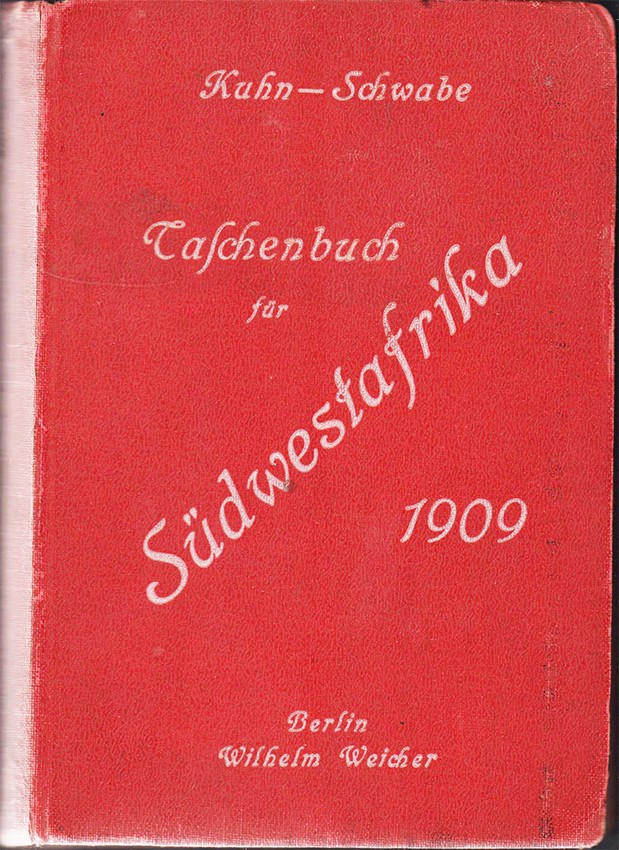 Kuhn–Schwabe
Taſchenbuch
für
Südwestafrika
1909
Berlin
Wilhelm Weicher